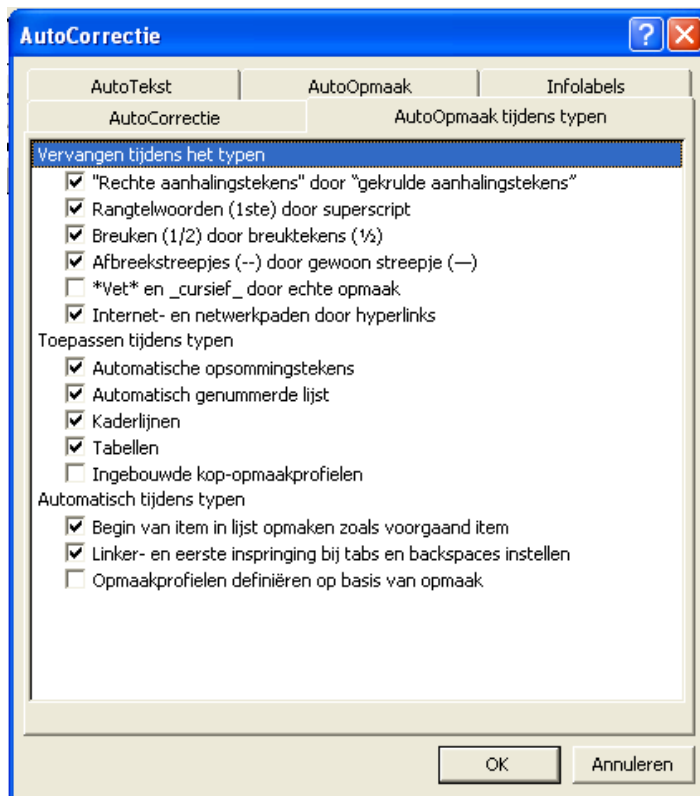 AutoCorrectie
AutoTekst
AutoOpmaak
Infolabels
AutoCorrectie
AutoOpmaak tijdens typen
Vervangen tijdens het typen
"Rechte aanhalingstekens" door “gekrulde aanhalingstekens”
Rangtelwoorden (1ste) door superscript
Breuken (1/2) door breuktekens (½)
Afbreekstreepjes (--) door gewoon streepje (—)
*Vet* en _cursief_ door echte opmaak
Internet- en netwerkpaden door hyperlinks
Toepassen tijdens typen
Automatische opsommingstekens
Automatisch genummerde lijst
Kaderlijnen
Tabellen
Ingebouwde kop-opmaakprofielen
Automatisch tijdens typen
Begin van item in lijst opmaken zoals voorgaand item
Linker- en eerste inspringing bij tabs en backspaces instellen
Opmaakprofielen definiëren op basis van opmaak
OK
Annuleren